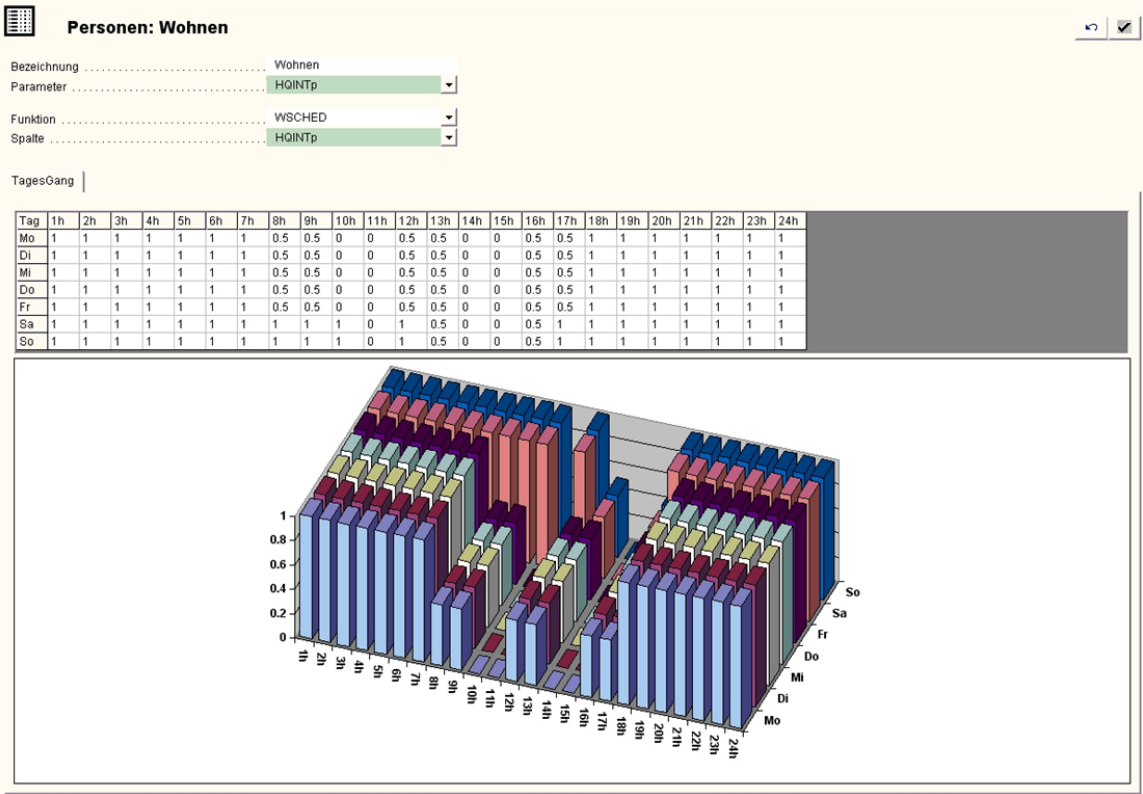 Personen: Wohnen
Bezeichnung Wohnen
Parameter HQINTp
Funktion WSCHED
Spalte HQINTp
TagesGang
Tag 1h 2h 3h 4h 5h 6h 7h 8h 9h 10h 11h 12h 13h 14h 15h 16h 17h 18h 19h 20h 21h 22h 23h 24h
Mo 1 1 1 1 1 1 1 0.5 0.5 0 0 0.5 0.5 0 0 0.5 0.5 1 1 1 1 1 1 1
Di 1 1 1 1 1 1 1 0.5 0.5 0 0 0.5 0.5 0 0 0.5 0.5 1 1 1 1 1 1 1
Mi 1 1 1 1 1 1 1 0.5 0.5 0 0 0.5 0.5 0 0 0.5 0.5 1 1 1 1 1 1 1
Do 1 1 1 1 1 1 1 0.5 0.5 0 0 0.5 0.5 0 0 0.5 0.5 1 1 1 1 1 1 1
Fr 1 1 1 1 1 1 1 0.5 0.5 0 0 0.5 0.5 0 0 0.5 0.5 1 1 1 1 1 1 1
Sa 1 1 1 1 1 1 1 1 1 1 0 1 0.5 0 0 0.5 1 1 1 1 1 1 1 1
So 1 1 1 1 1 1 1 1 1 1 0 1 0.5 0 0 0.5 1 1 1 1 1 1 1 1
1
0.8
0.6
0.4
0.2
0
1h 2h 3h 4h 5h 6h 7h 8h 9h 10h 11h 12h 13h 14h 15h 16h 17h 18h 19h 20h 21h 22h 23h 24h
So
Sa
Fr
Do
Mi
Di
Mo